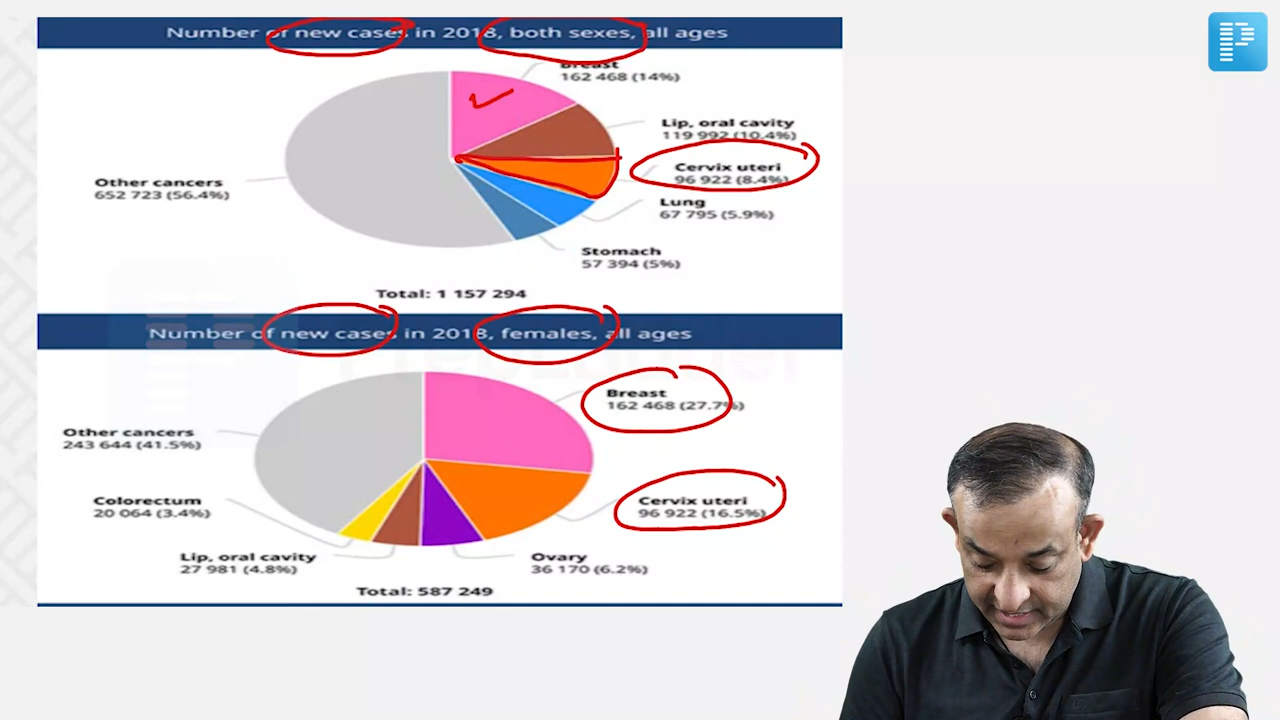 Number of new cases in 2018, both sexes, all ages
Breast
162 468 (14%)
Lip, oral cavity
119 992 (10.4%)
Cervix uteri
96 922 (8.4%)
Lung
67 795 (5.9%)
Stomach
57 394 (5%)
Other cancers
652 723 (56.4%)
Total: 1 157 294
Number of new cases in 2018, females, all ages
Breast
162 468 (27.7%)
Cervix uteri
96 922 (16.5%)
Ovary
36 170 (6.2%)
Lip, oral cavity
27 981 (4.8%)
Colorectum
20 064 (3.4%)
Other cancers
243 644 (41.5%)
Total: 587 249